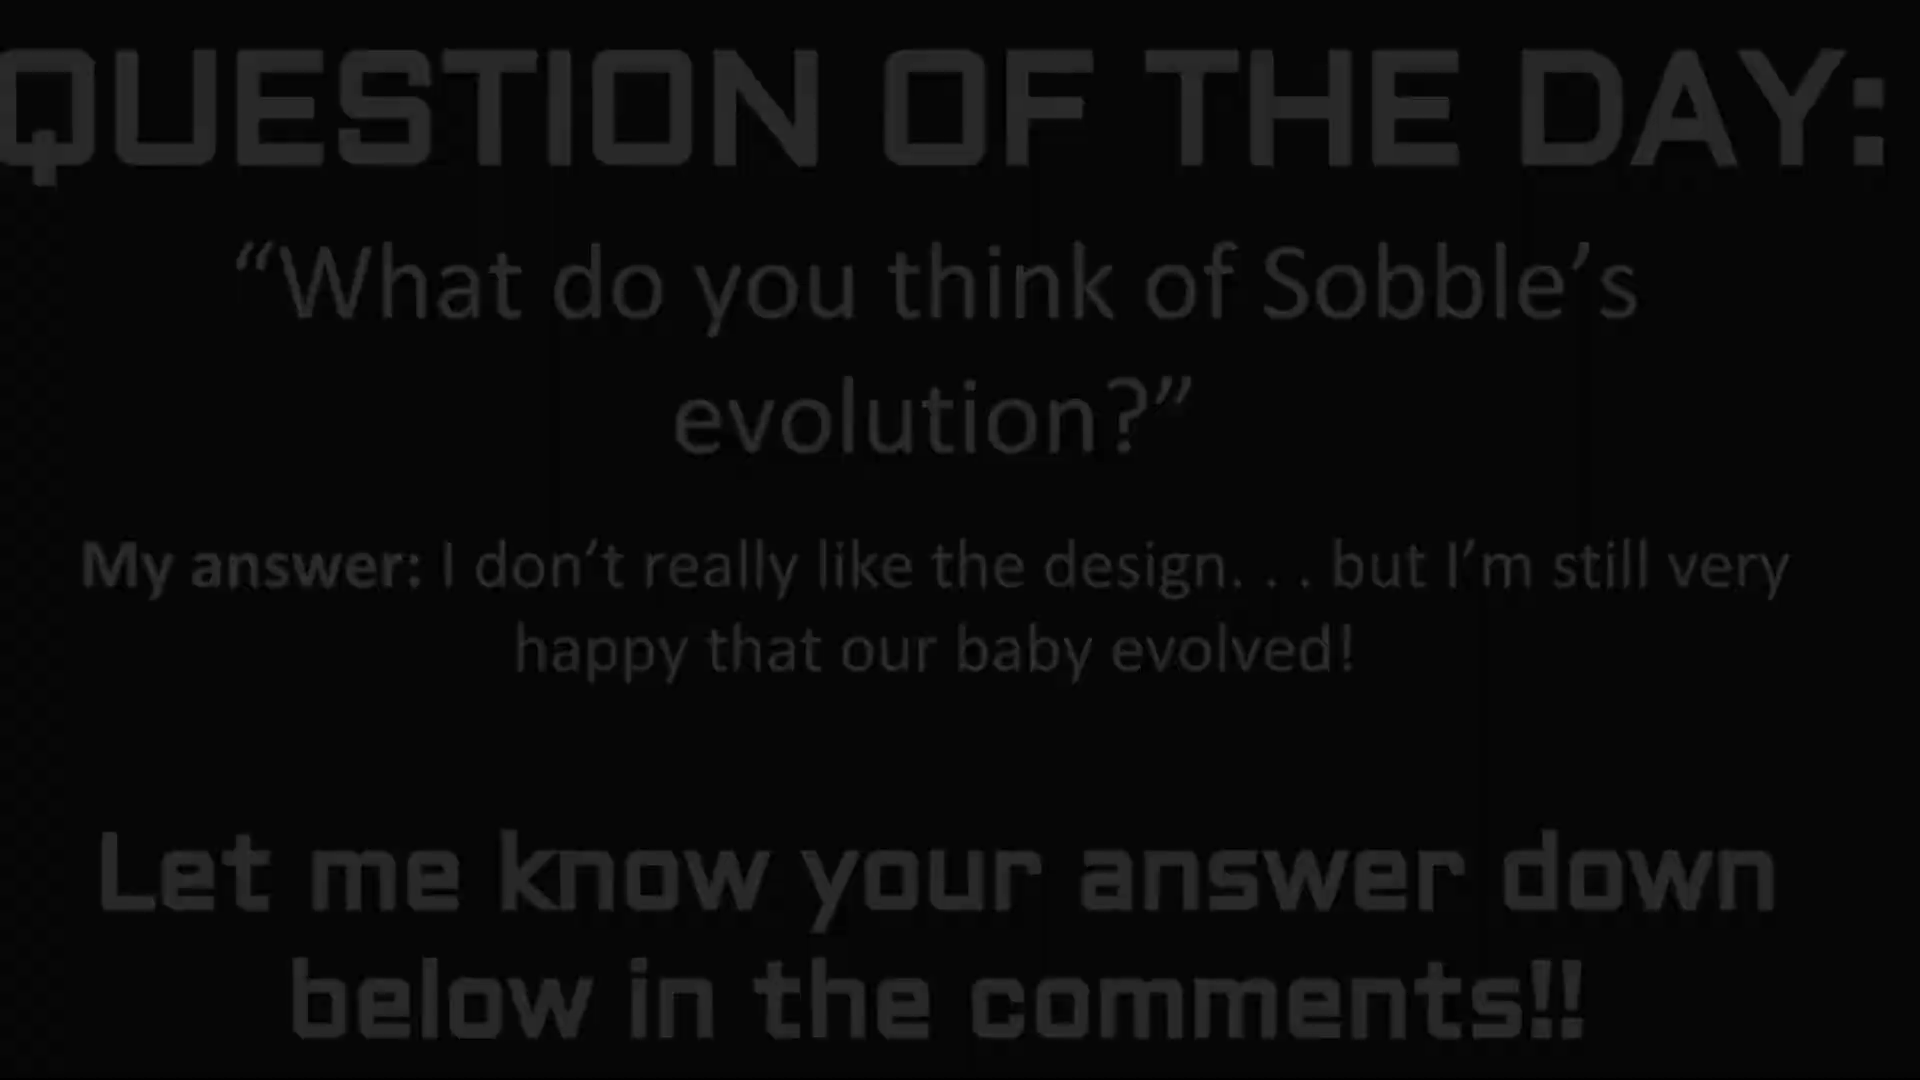 QUESTION OF THE DAY:
“What do you think of Sobble’s
evolution?”
My answer: I don’t really like the design. . . but I’m still very
happy that our baby evolved!
Let me know your answer down
below in the comments!!